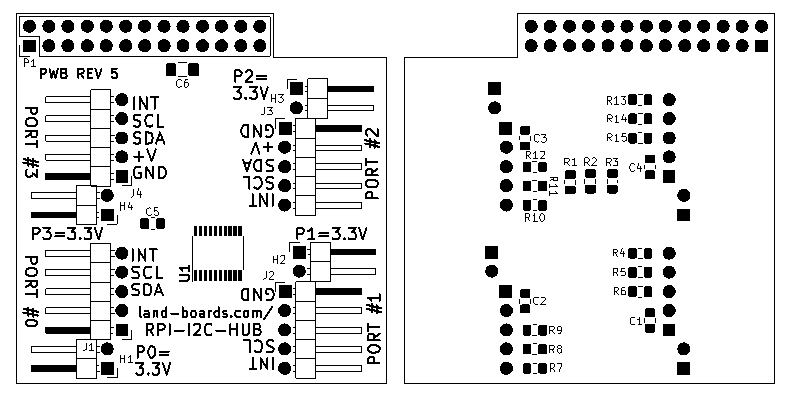 P1
PWB REV 5
C6
P2=
3.3V
H3
J3
PORT #3
INT
SCL
SDA
+V
GND
J4
H4
GND
+V
SDA
SCL
INT
PORT #2
C5
P3=3.3V
P1=3.3V
U1
H2
J2
PORT #0
INT
SCL
SDA
GND
land-boards.com/
RPI-I2C-HUB
SCL
INT
PORT #1
J1
H1
P0=
3.3V
R13
R14
R15
C3
R12
R11
R10
R1 R2 R3
C4
R4
R5
R6
C2
C1
R9
R8
R7